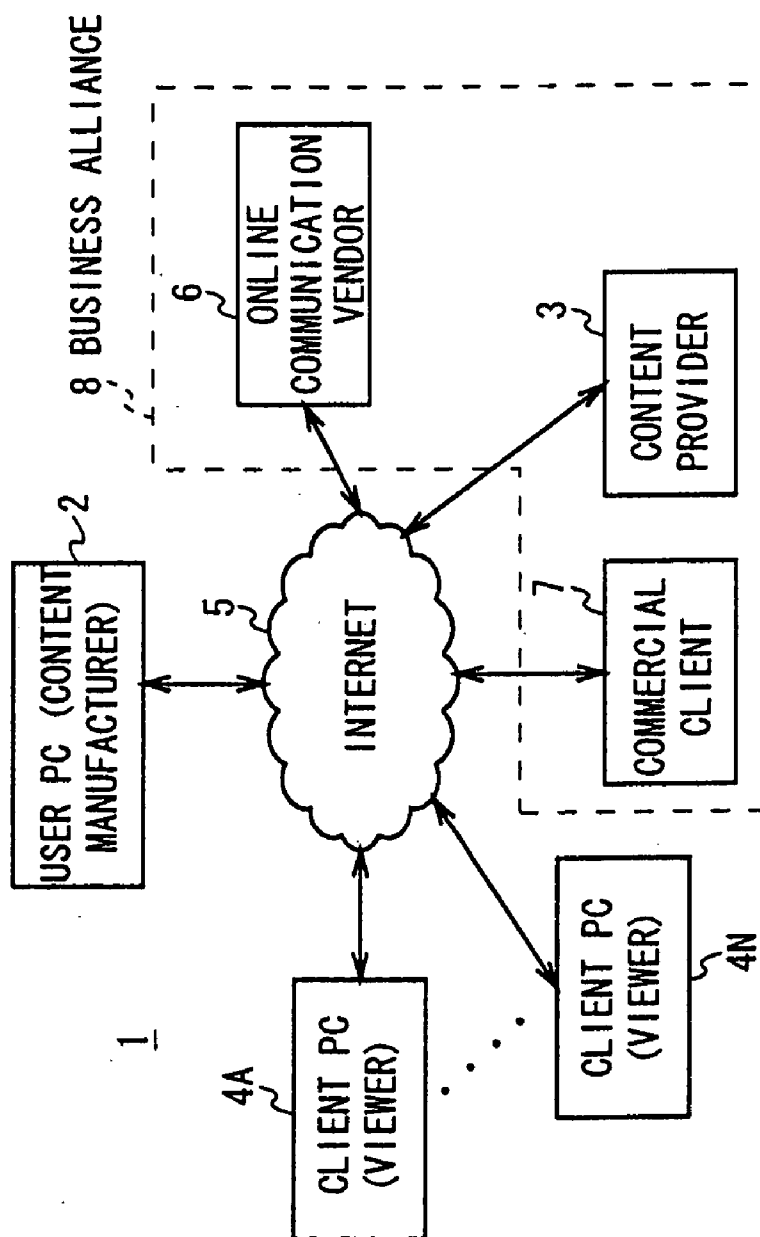 1
8 BUSINESS ALLIANCE
2
USER PC (CONTENT
MANUFACTURER)
6
ONLINE
COMMUNICATION
VENDOR
5
INTERNET
4A
CLIENT PC
(VIEWER)
CLIENT PC
(VIEWER)
4N
7
COMMERCIAL
CLIENT
3
CONTENT
PROVIDER